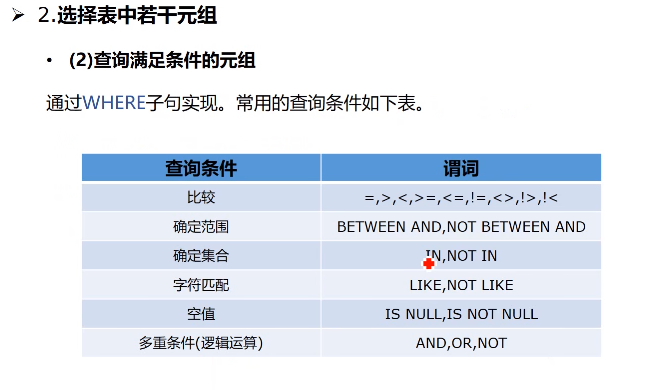 ➢ 2.选择表中若干元组
• (2)查询满足条件的元组
通过WHERE子句实现。常用的查询条件如下表。
查询条件 谓词
比较 =,>,<,>=,<=,!=,<>,!>,!<
确定范围 BETWEEN AND,NOT BETWEEN AND
确定集合 IN,NOT IN
字符匹配 LIKE,NOT LIKE
空值 IS NULL,IS NOT NULL
多重条件(逻辑运算) AND,OR,NOT